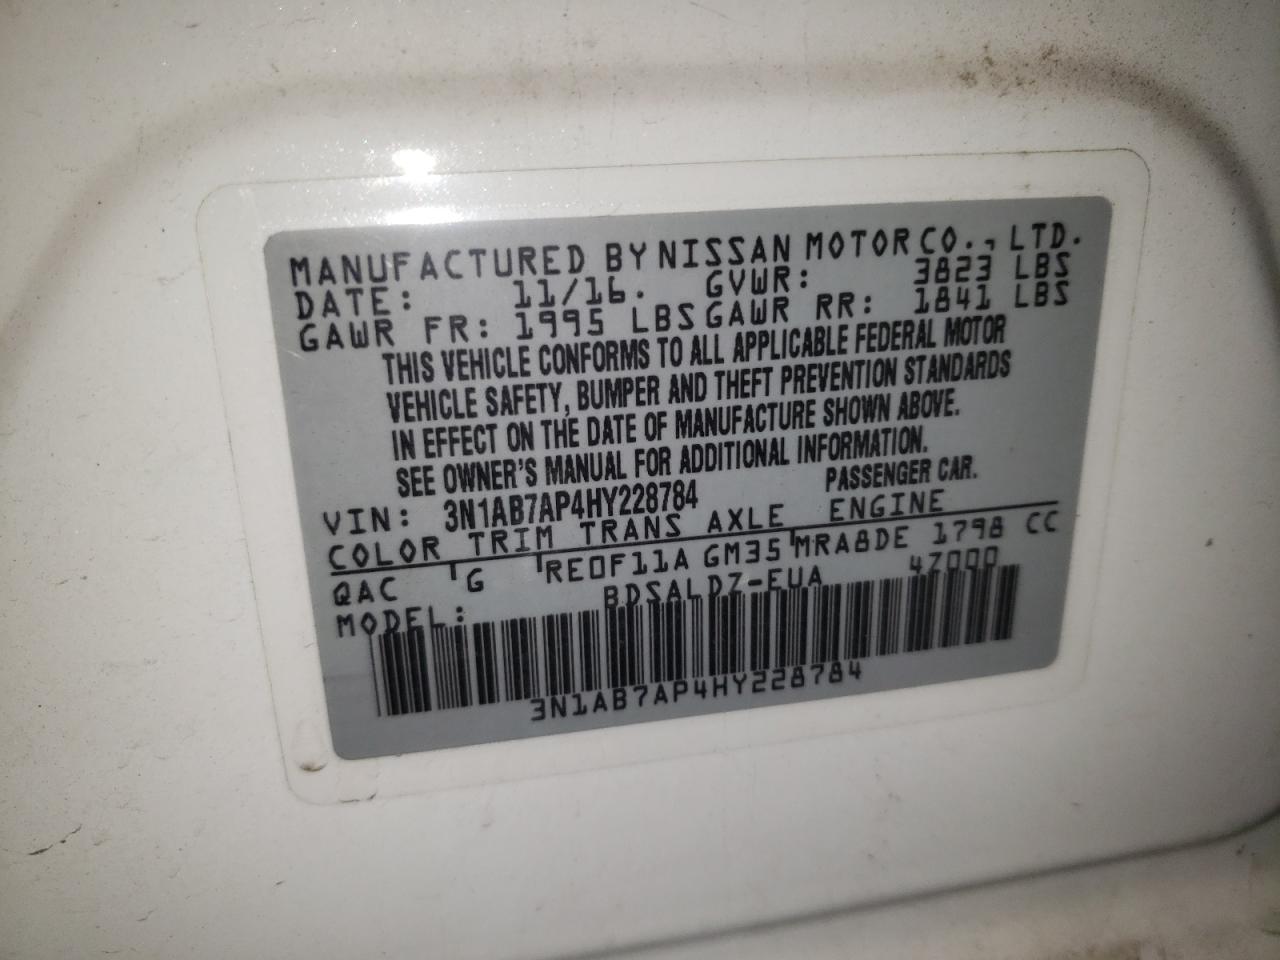 MANUFACTURED BY NISSAN MOTOR CO., LTD.
DATE: 11/16. GVWR: 3823 LBS
GAWR FR: 1995 LBS GAWR RR: 1841 LBS
THIS VEHICLE CONFORMS TO ALL APPLICABLE FEDERAL MOTOR
VEHICLE SAFETY, BUMPER AND THEFT PREVENTION STANDARDS
IN EFFECT ON THE DATE OF MANUFACTURE SHOWN ABOVE.
SEE OWNER'S MANUAL FOR ADDITIONAL INFORMATION.
VIN: 3N1AB7AP4HY228784 PASSENGER CAR.
COLOR TRIM TRANS AXLE ENGINE
QAC G RE0F11A GM35 MRA8DE 1798 CC
MODEL: BDSALDZ-EUA 4Z000
3N1AB7AP4HY228784